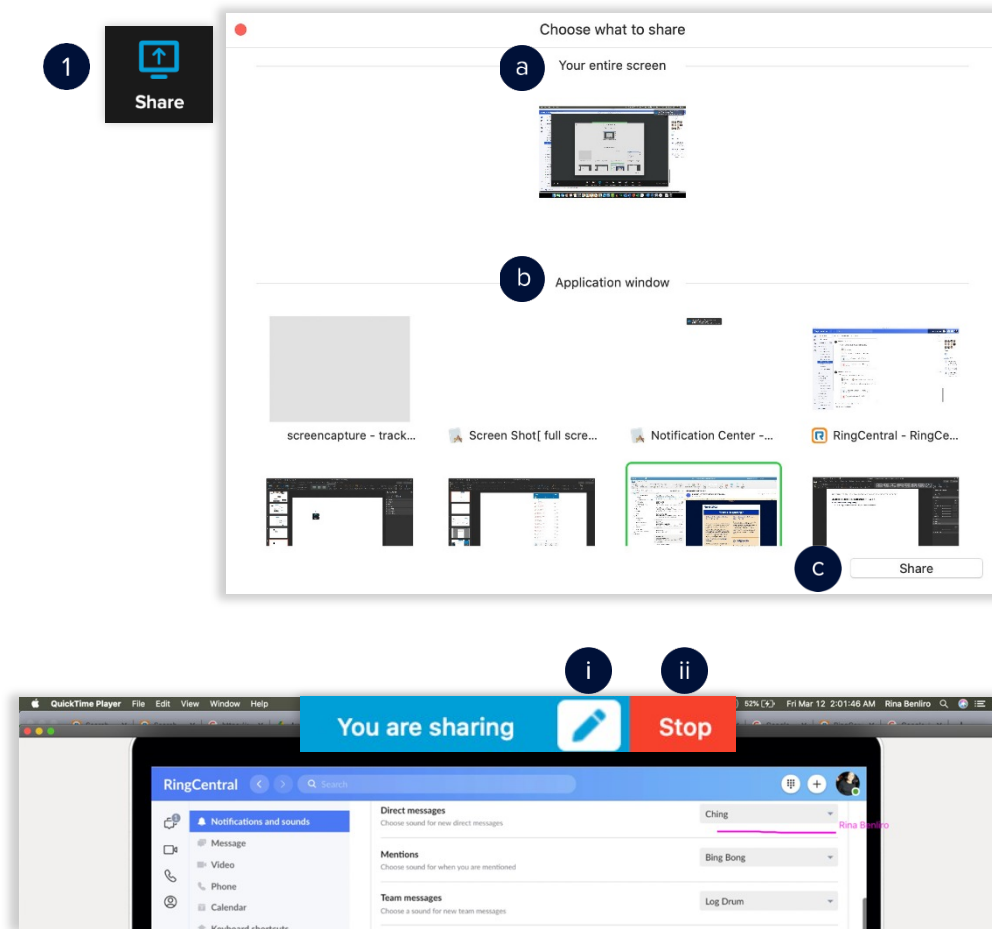 1
Share
Choose what to share
a
Your entire screen
b
Application window
screencapture - track...
Screen Shot[ full scre...
Notification Center -...
RingCentral - RingCe...
c
Share
i
ii
QuickTime Player File Edit View Window Help
52% Fri Mar 12 2:01:46 AM Rina Benliro
You are sharing
Stop
RingCentral
Search
Notifications and sounds
Message
Video
Phone
Calendar
Keyboard shortcuts
Direct messages
Choose sound for new direct messages
Ching
Rina Benliro
Mentions
Choose sound for when you are mentioned
Bing Bong
Team messages
Choose a sound for new team messages
Log Drum